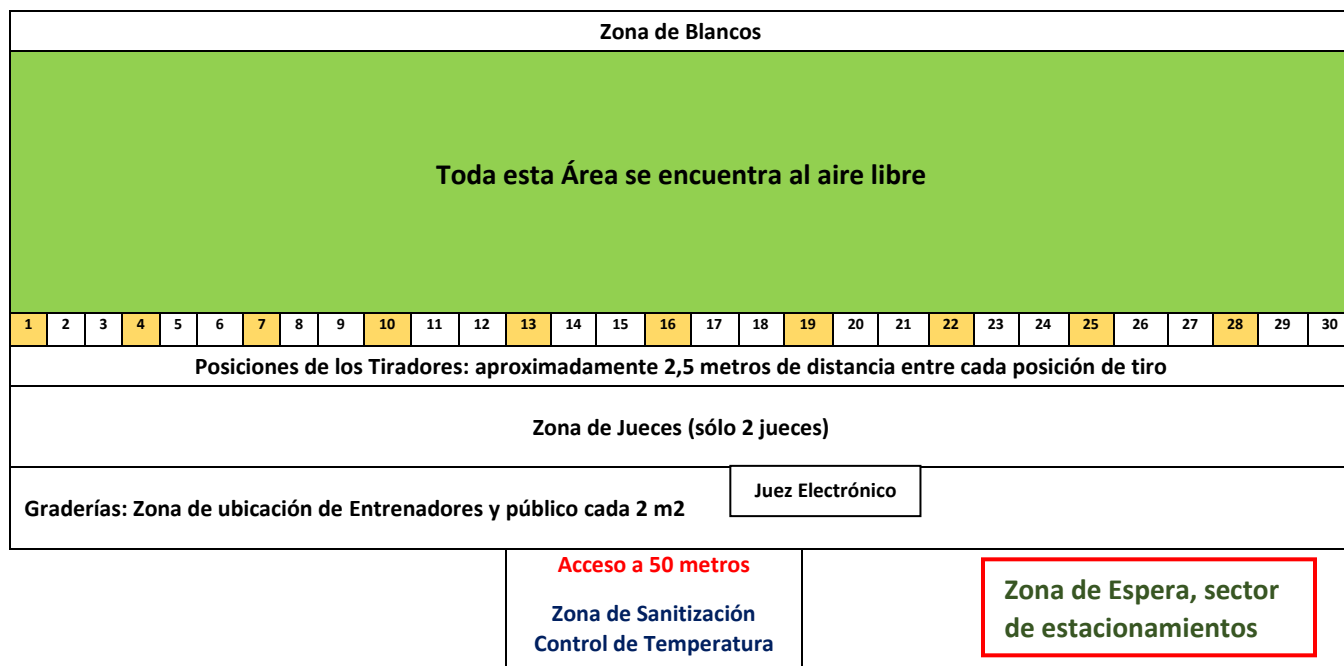 Zona de Blancos
Toda esta Área se encuentra al aire libre
1 2 3 4 5 6 7 8 9 10 11 12 13 14 15 16 17 18 19 20 21 22 23 24 25 26 27 28 29 30
Posiciones de los Tiradores: aproximadamente 2,5 metros de distancia entre cada posición de tiro
Zona de Jueces (sólo 2 jueces)
Juez Electrónico
Graderías: Zona de ubicación de Entrenadores y público cada 2 m2
Acceso a 50 metros
Zona de Sanitización
Control de Temperatura
Zona de Espera, sector
de estacionamientos